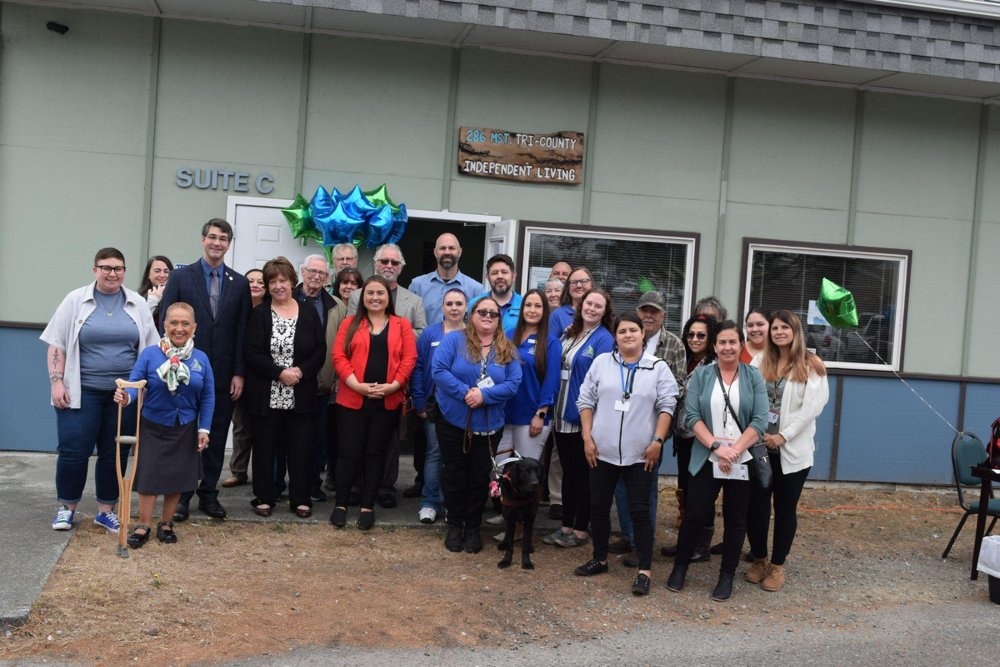 286 MST. TRI-COUNTY
INDEPENDENT LIVING
SUITE C